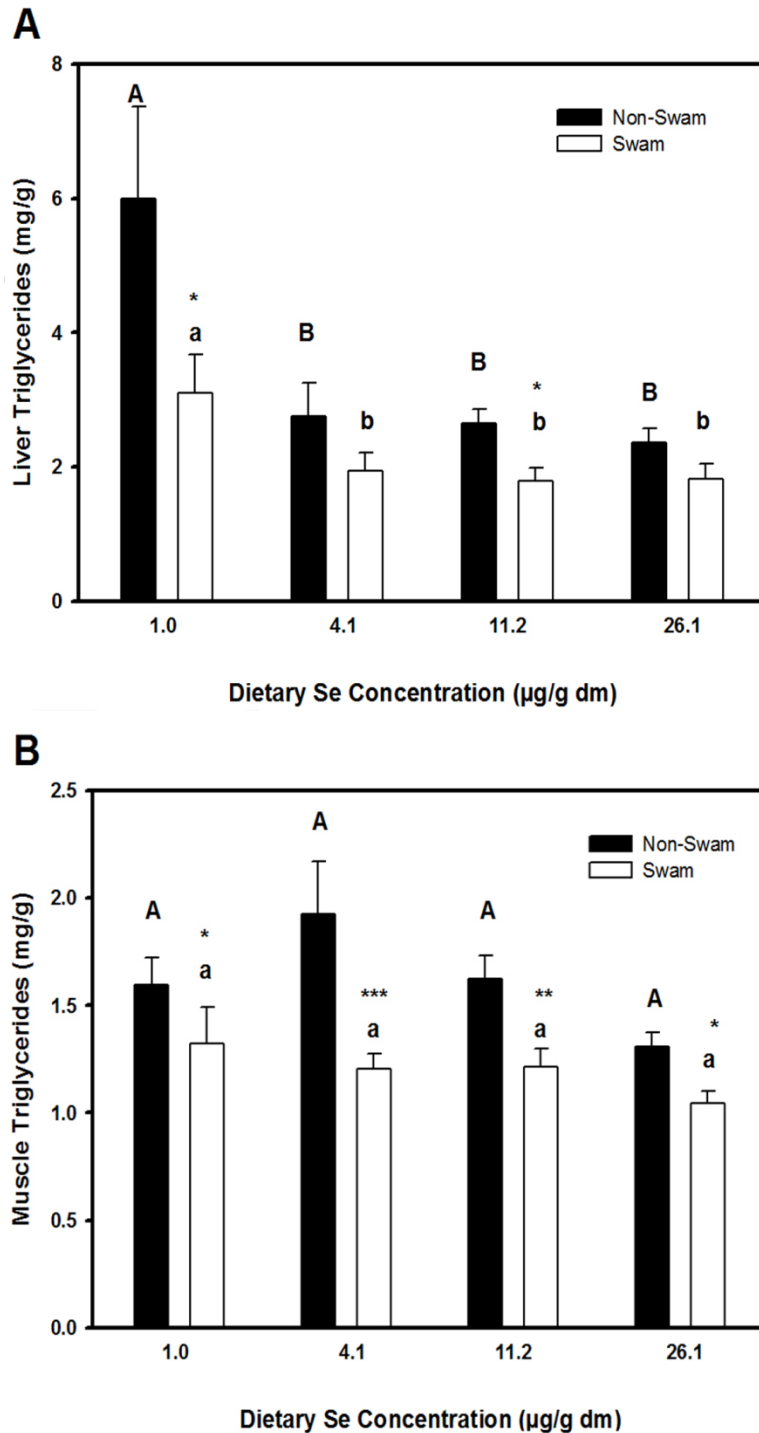 A
8
6
4
2
0
Liver Triglycerides (mg/g)
Non-Swam
Swam
A
*
a
B
b
B
*
b
B
b
1.0 4.1 11.2 26.1
Dietary Se Concentration (µg/g dm)
B
2.5
2.0
1.5
1.0
0.5
0.0
Muscle Triglycerides (mg/g)
Non-Swam
Swam
A
*
a
A
***
a
A
**
a
A
*
a
1.0 4.1 11.2 26.1
Dietary Se Concentration (µg/g dm)